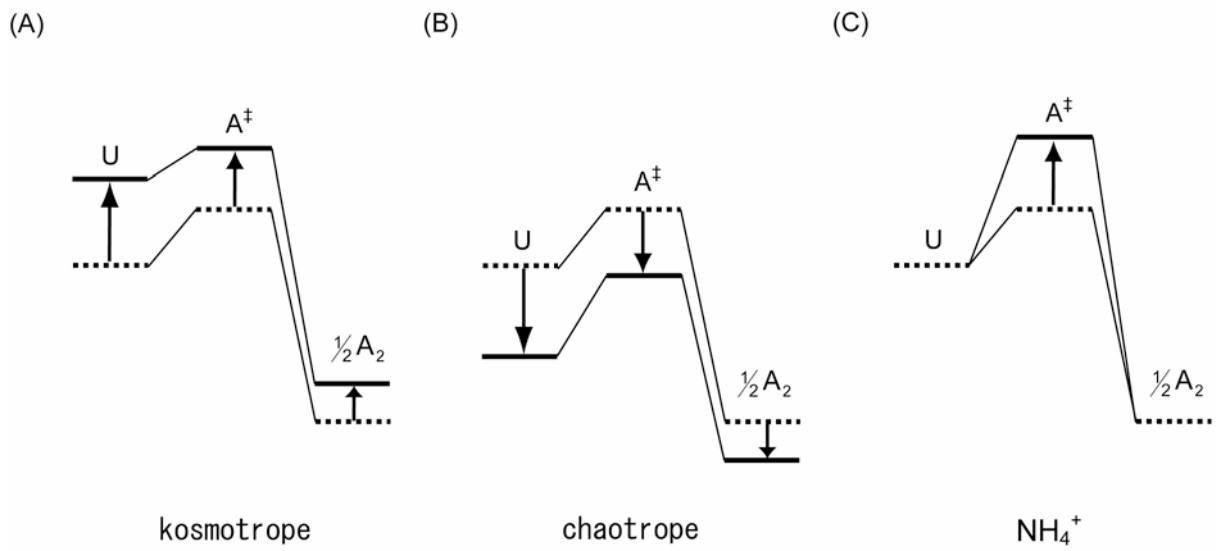 (A)
(B)
(C)
U
A‡
½A₂
kosmotrope
U
A‡
½A₂
chaotrope
U
A‡
½A₂
NH₄⁺